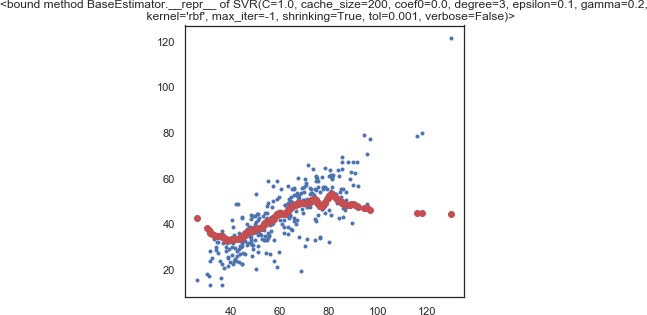 <bound method BaseEstimator.__repr__ of SVR(C=1.0, cache_size=200, coef0=0.0, degree=3, epsilon=0.1, gamma=0.2,
kernel='rbf', max_iter=-1, shrinking=True, tol=0.001, verbose=False)>
120
100
80
60
40
20
40 60 80 100 120